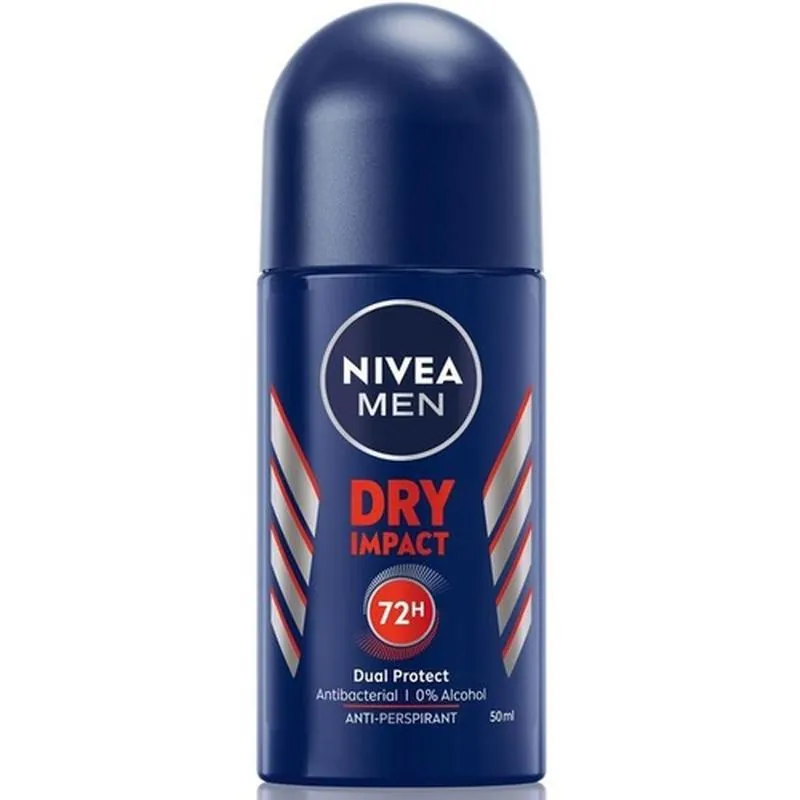 NIVEA
MEN
DRY
IMPACT
72H
Dual Protect
Antibacterial | 0% Alcohol
ANTI-PERSPIRANT
50ml